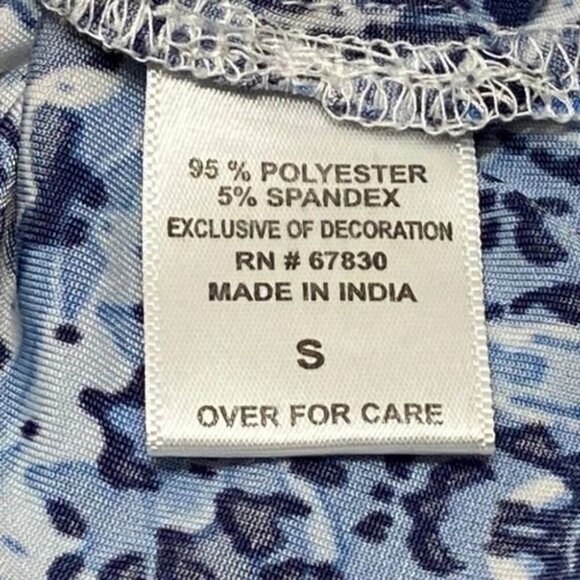 95 % POLYESTER
5% SPANDEX
EXCLUSIVE OF DECORATION
RN # 67830
MADE IN INDIA
S
OVER FOR CARE